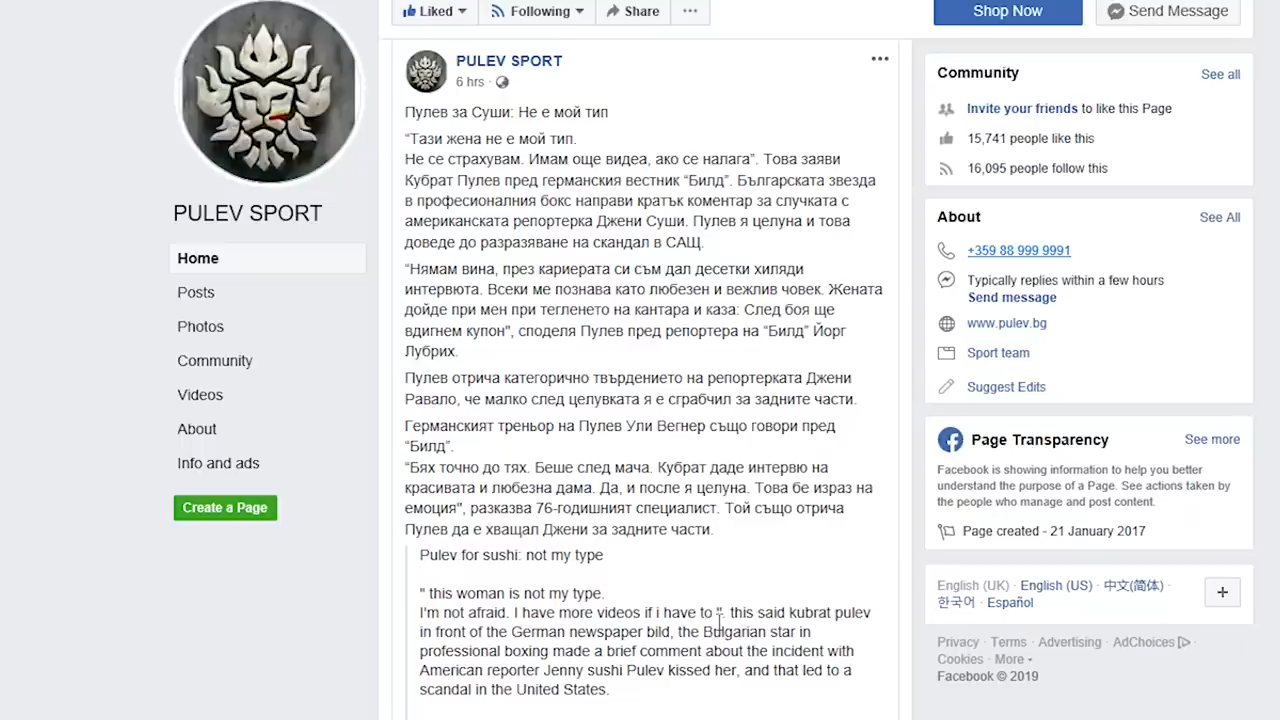 Liked
Following
Share
Shop Now
Send Message
PULEV SPORT
Home
Posts
Photos
Community
Videos
About
Info and ads
Create a Page
PULEV SPORT
6 hrs ·
Пулев за Суши: Не е мой тип
“Тази жена не е мой тип.
Не се страхувам. Имам още видеа, ако се налага”. Това заяви
Кубрат Пулев пред германския вестник “Билд”. Българската звезда
в професионалния бокс направи кратък коментар за случката с
американската репортерка Джени Суши. Пулев я целуна и това
доведе до разразяване на скандал в САЩ.
“Нямам вина, през кариерата си съм дал десетки хиляди
интервюта. Всеки ме познава като любезен и вежлив човек. Жената
дойде при мен при тегленето на кантара и каза: След боя ще
вдигнем купон", споделя Пулев пред репортера на “Билд” Йорг
Лубрих.
Пулев отрича категорично твърдението на репортерката Джени
Равало, че малко след целувката я е сграбчил за задните части.
Германският треньор на Пулев Ули Вегнер също говори пред
“Билд”.
“Бях точно до тях. Беше след мача. Кубрат даде интервю на
красивата и любезна дама. Да, и после я целуна. Това бе израз на
емоция", разказва 76-годишният специалист. Той също отрича
Пулев да е хващал Джени за задните части.
Pulev for sushi: not my type
" this woman is not my type.
I'm not afraid. I have more videos if i have to ". this said kubrat pulev
in front of the German newspaper bild, the Bulgarian star in
professional boxing made a brief comment about the incident with
American reporter Jenny sushi Pulev kissed her, and that led to a
scandal in the United States.
Community
See all
Invite your friends to like this Page
15,741 people like this
16,095 people follow this
About
See All
+359 88 999 9991
Typically replies within a few hours
Send message
www.pulev.bg
Sport team
Suggest Edits
Page Transparency
See more
Facebook is showing information to help you better
understand the purpose of a Page. See actions taken by
the people who manage and post content.
Page created - 21 January 2017
English (UK) · English (US) · 中文(简体) ·
한국어 · Español
Privacy · Terms · Advertising · AdChoices
Cookies · More
Facebook © 2019